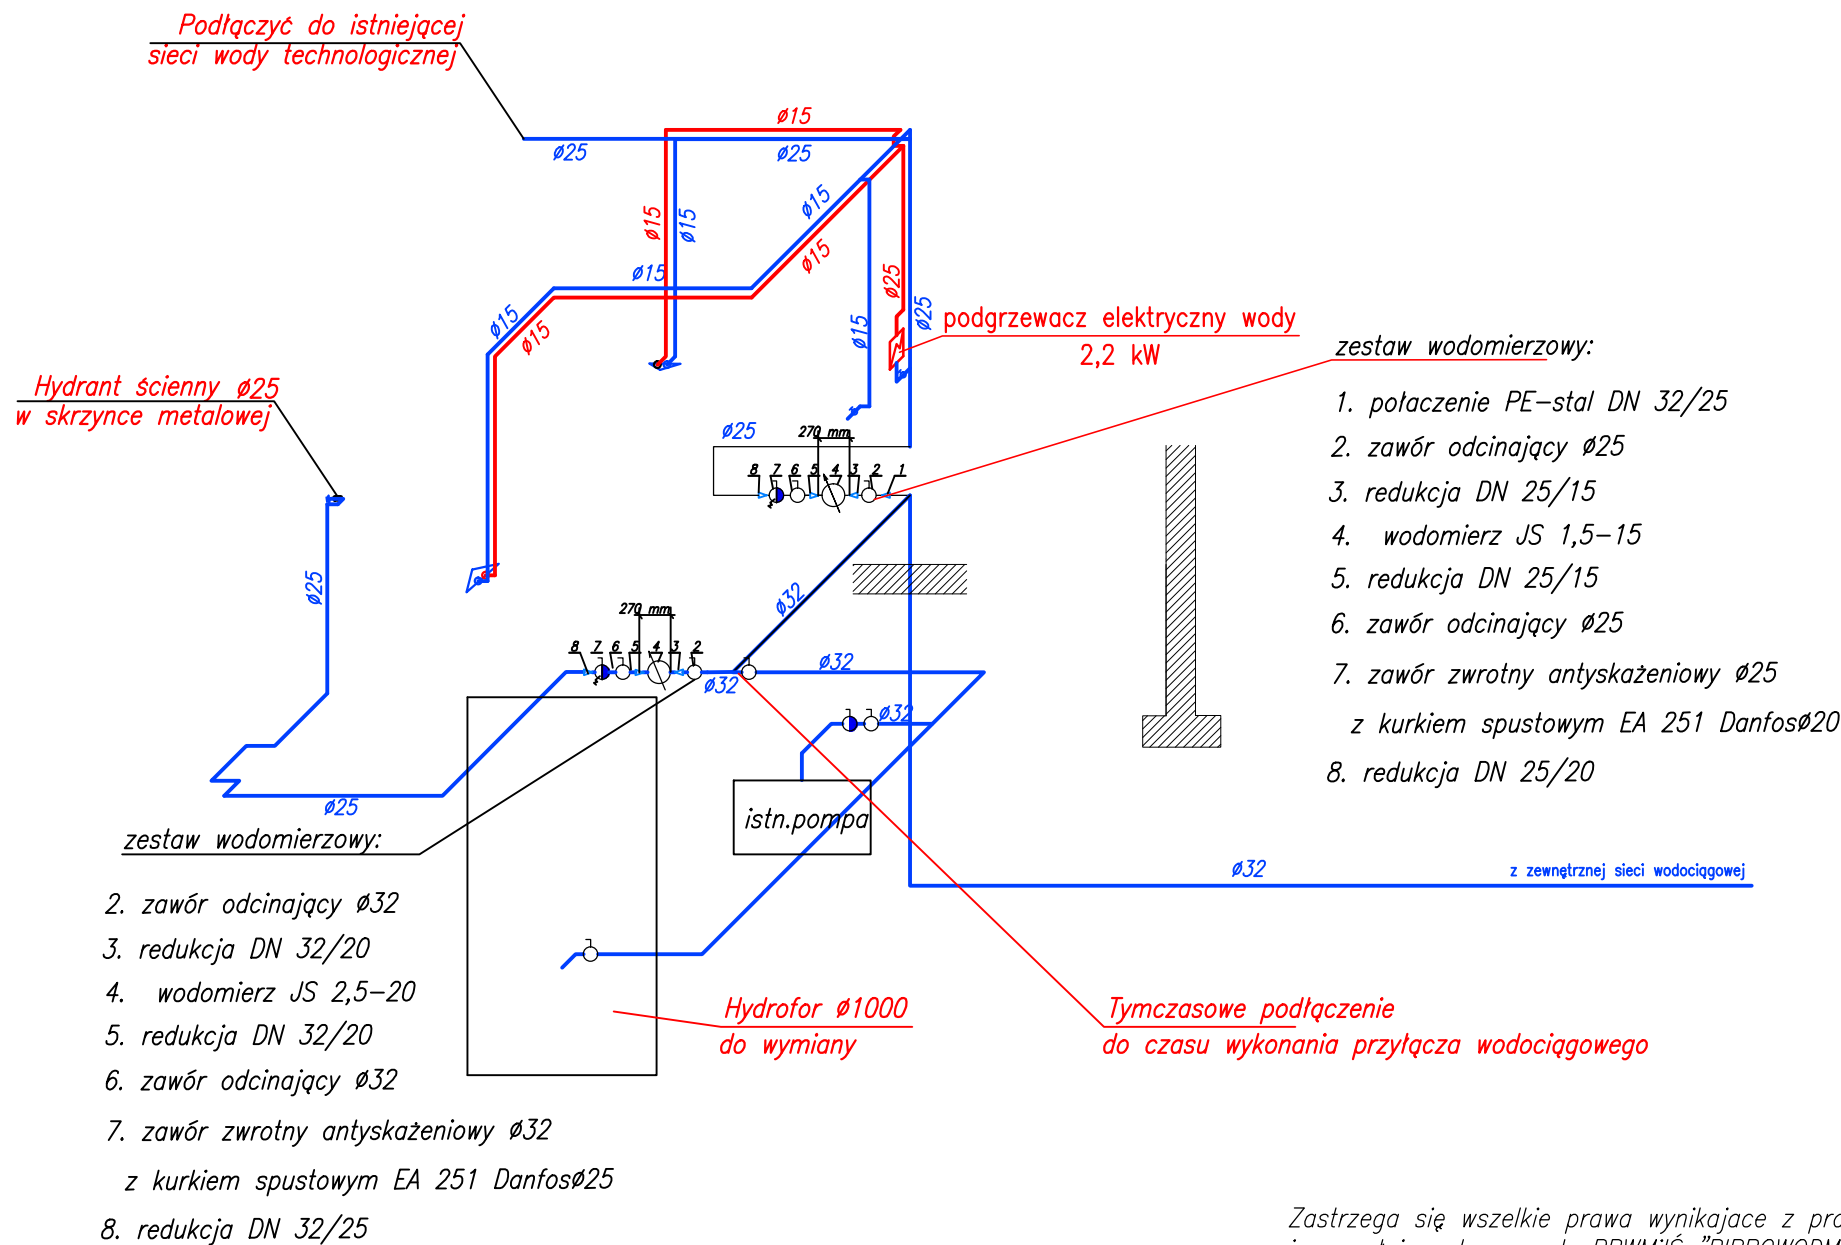 Podłączyć do istniejącej
sieci wody technologicznej
ø15
ø25
ø25
ø15
ø15
ø15
ø15
ø15
ø15
ø15
ø25
ø15
ø25
podgrzewacz elektryczny wody
2,2 kW
Hydrant ścienny ø25
w skrzynce metalowej
ø25
270 mm
8 7 6 5 4 3 2 1
zestaw wodomierzowy:
1. połaczenie PE-stal DN 32/25
2. zawór odcinający ø25
3. redukcja DN 25/15
4. wodomierz JS 1,5-15
5. redukcja DN 25/15
6. zawór odcinający ø25
7. zawór zwrotny antyskażeniowy ø25
z kurkiem spustowym EA 251 Danfosø20
8. redukcja DN 25/20
ø25
ø32
270 mm
8 7 6 5 4 3 2
ø32
ø32
ø32
ø25
istn.pompa
ø32
z zewnętrznej sieci wodociągowej
zestaw wodomierzowy:
2. zawór odcinający ø32
3. redukcja DN 32/20
4. wodomierz JS 2,5-20
5. redukcja DN 32/20
6. zawór odcinający ø32
7. zawór zwrotny antyskażeniowy ø32
z kurkiem spustowym EA 251 Danfosø25
8. redukcja DN 32/25
Hydrofor ø1000
do wymiany
Tymczasowe podłączenie
do czasu wykonania przyłącza wodociągowego
Zastrzega się wszelkie prawa wynikajace z